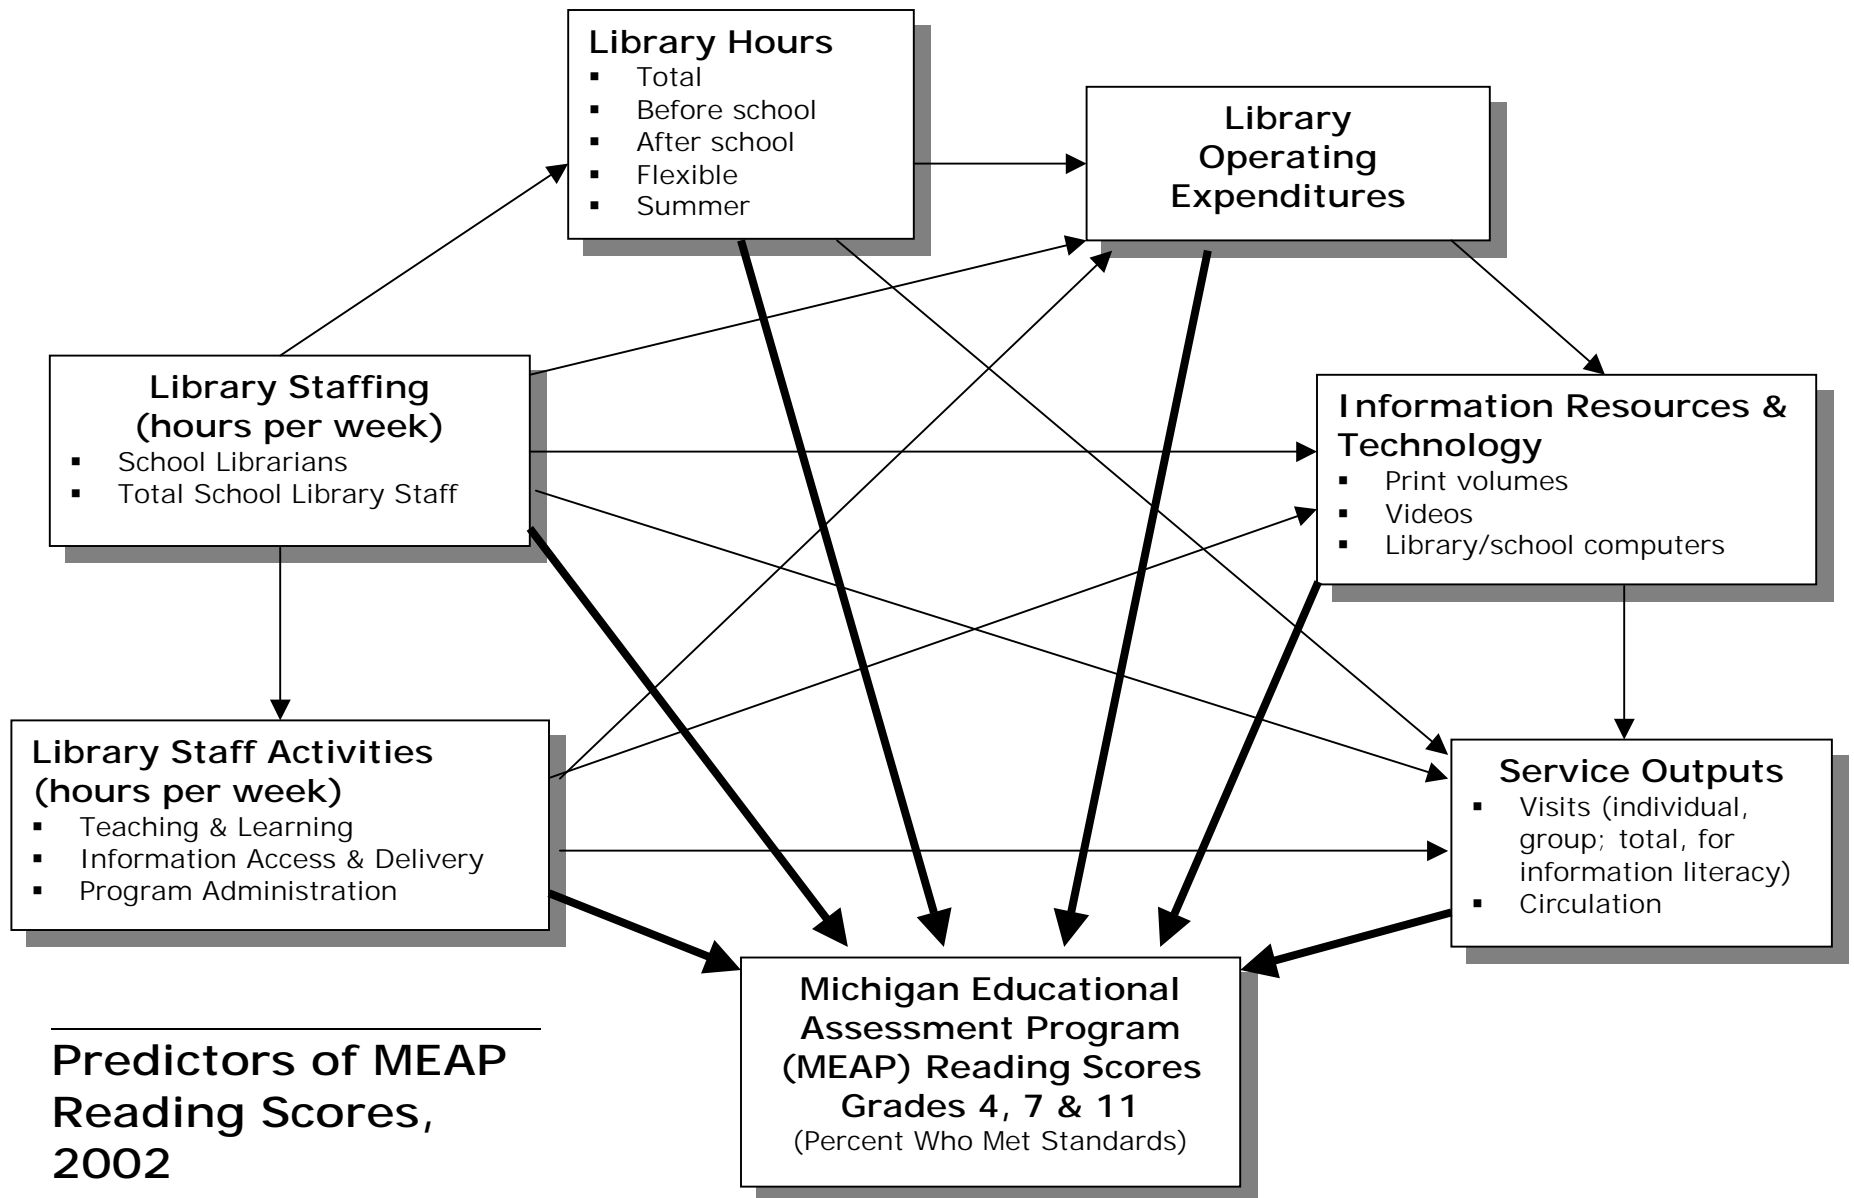 Library Hours
▪ Total
▪ Before school
▪ After school
▪ Flexible
▪ Summer
Library
Operating
Expenditures
Library Staffing
(hours per week)
▪ School Librarians
▪ Total School Library Staff
Information Resources &
Technology
▪ Print volumes
▪ Videos
▪ Library/school computers
Library Staff Activities
(hours per week)
▪ Teaching & Learning
▪ Information Access & Delivery
▪ Program Administration
Service Outputs
▪ Visits (individual,
group; total, for
information literacy)
▪ Circulation
Michigan Educational
Assessment Program
(MEAP) Reading Scores
Grades 4, 7 & 11
(Percent Who Met Standards)
Predictors of MEAP
Reading Scores,
2002